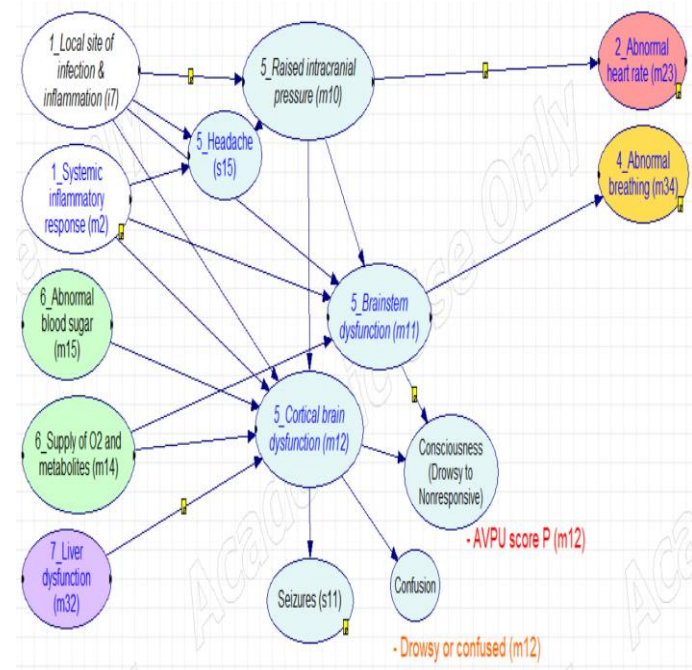 1_Local site of
infection &
inflammation (i7)
5_Raised intracranial
pressure (m10)
2_Abnormal
heart rate (m23)
5_Headache
(s15)
4_Abnormal
breathing (m34)
1_Systemic
inflammatory
response (m2)
6_Abnormal
blood sugar
(m15)
5_Brainstem
dysfunction (m11)
5_Cortical brain
dysfunction (m12)
6_Supply of O2 and
metabolites (m14)
Consciousness
(Drowsy to
Nonresponsive)
- AVPU score P (m12)
7_Liver
dysfunction
(m32)
Seizures (s11)
Confusion
- Drowsy or confused (m12)